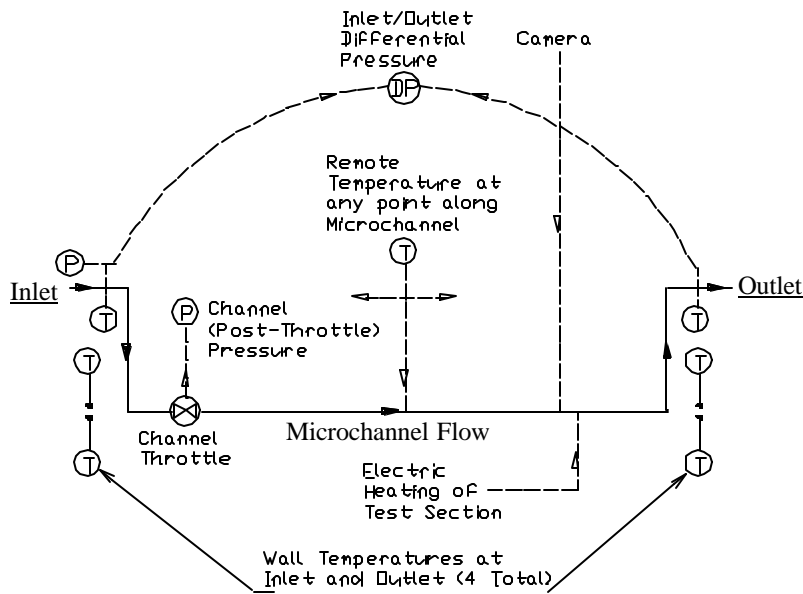 Inlet/Outlet
Differential
Pressure
Camera
DP
Remote
Temperature at
any point along
Microchannel
P
T
Inlet
Outlet
T
P
Channel
(Post-Throttle)
Pressure
T
T
T
Channel
Throttle
Microchannel Flow
T
T
Electric
Heating of
Test Section
Wall Temperatures at
Inlet and Outlet (4 Total)